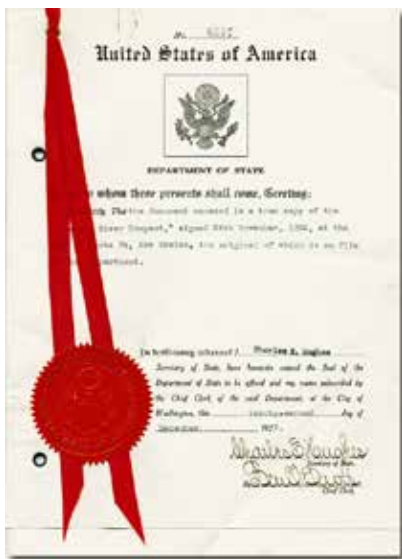 No.
United States of America
DEPARTMENT OF STATE
whom these presents shall come, Greeting:
the document annexed is a true copy of the
River Compact," signed November, 1922, at the
Fe, New Mexico, the original of which is on file
In testimony whereof I, Charles E. Hughes
Secretary of State, have hereunto caused the Seal of the
Department of State to be affixed and my name subscribed by
the Chief Clerk of the said Department, at the City of
Washington, this day of
Charles E Hughes
Secretary of State.
By
Chief Clerk.